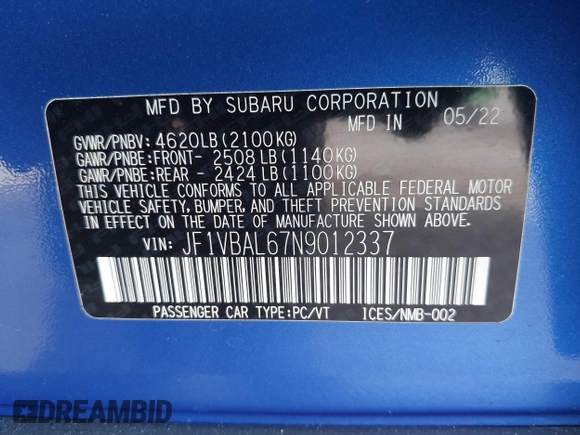 MFD BY SUBARU CORPORATION
MFD IN 05/22
GVWR/PNBV: 4620LB(2100KG)
GAWR/PNBE:FRONT- 2508LB(1140KG)
GAWR/PNBE:REAR - 2424LB(1100KG)
THIS VEHICLE CONFORMS TO ALL APPLICABLE FEDERAL MOTOR
VEHICLE SAFETY, BUMPER, AND THEFT PREVENTION STANDARDS
IN EFFECT ON THE DATE OF MANUFACTURE SHOWN ABOVE.
VIN: JF1VBAL67N9012337
PASSENGER CAR TYPE:PC/VT ICES/NMB-002
DREAMBID